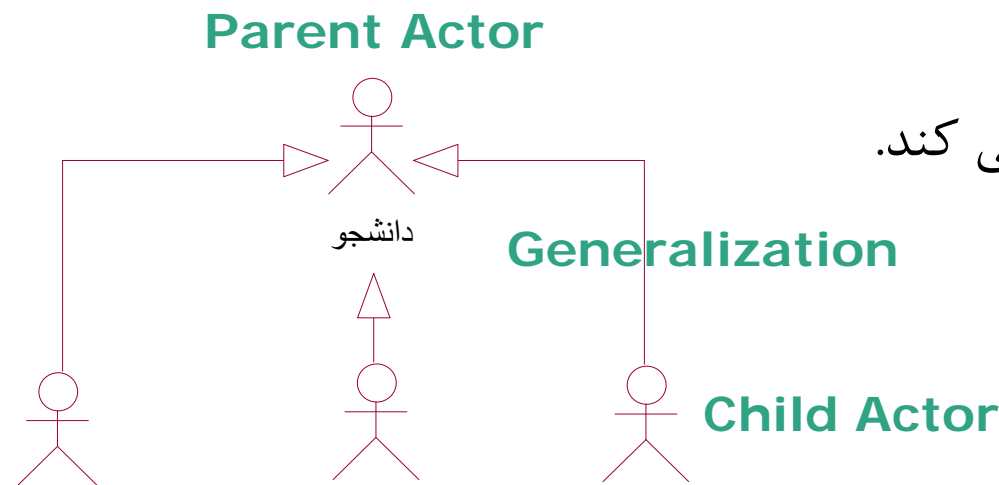 Parent Actor
کند.
دانشجو
Generalization
Child Actor